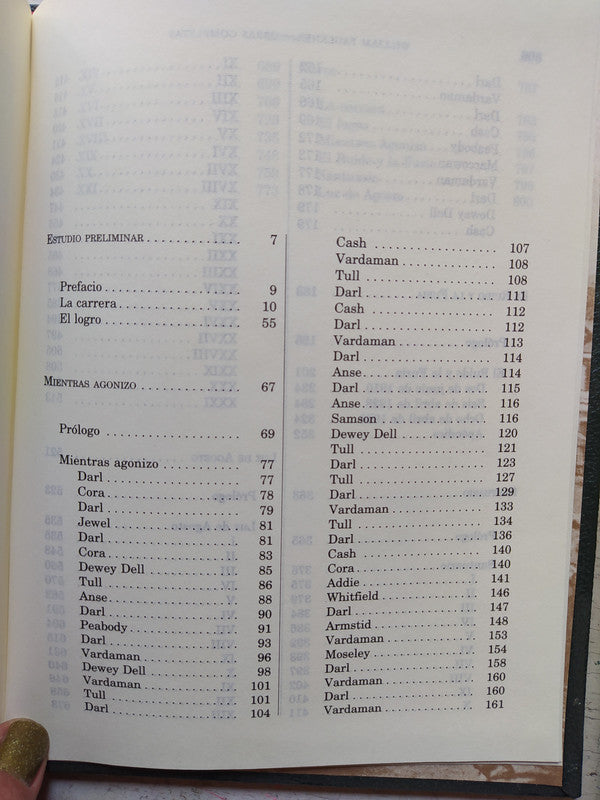 ESTUDIO PRELIMINAR . . . . . . . . . . . 7
Prefacio . . . . . . . . . . . . . . . . 9
La carrera . . . . . . . . . . . . . . . 10
El logro . . . . . . . . . . . . . . . . 55
MIENTRAS AGONIZO . . . . . . . . . . . . 67
Prólogo . . . . . . . . . . . . . . . . 69
Mientras agonizo . . . . . . . . . . . . 77
Darl . . . . . . . . . . . . . . . . 77
Cora . . . . . . . . . . . . . . . . 78
Darl . . . . . . . . . . . . . . . . 79
Jewel . . . . . . . . . . . . . . . . 81
Darl . . . . . . . . . . . . . . . . 81
Cora . . . . . . . . . . . . . . . . 83
Dewey Dell . . . . . . . . . . . . . 85
Tull . . . . . . . . . . . . . . . . 86
Anse . . . . . . . . . . . . . . . . 88
Darl . . . . . . . . . . . . . . . . 90
Peabody . . . . . . . . . . . . . . . 91
Darl . . . . . . . . . . . . . . . . 93
Vardaman . . . . . . . . . . . . . . 96
Dewey Dell . . . . . . . . . . . . . 98
Vardaman . . . . . . . . . . . . . . 101
Tull . . . . . . . . . . . . . . . . 101
Darl . . . . . . . . . . . . . . . . 104
Cash . . . . . . . . . . . . . . . . 107
Vardaman . . . . . . . . . . . . . . 108
Tull . . . . . . . . . . . . . . . . 108
Darl . . . . . . . . . . . . . . . . 111
Cash . . . . . . . . . . . . . . . . 112
Darl . . . . . . . . . . . . . . . . 112
Vardaman . . . . . . . . . . . . . . 113
Darl . . . . . . . . . . . . . . . . 114
Anse . . . . . . . . . . . . . . . . 114
Darl . . . . . . . . . . . . . . . . 115
Anse . . . . . . . . . . . . . . . . 116
Samson . . . . . . . . . . . . . . . 116
Dewey Dell . . . . . . . . . . . . . 120
Tull . . . . . . . . . . . . . . . . 121
Darl . . . . . . . . . . . . . . . . 123
Tull . . . . . . . . . . . . . . . . 127
Darl . . . . . . . . . . . . . . . . 129
Vardaman . . . . . . . . . . . . . . 133
Tull . . . . . . . . . . . . . . . . 134
Darl . . . . . . . . . . . . . . . . 136
Cash . . . . . . . . . . . . . . . . 140
Cora . . . . . . . . . . . . . . . . 140
Addie . . . . . . . . . . . . . . . . 141
Whitfield . . . . . . . . . . . . . . 146
Darl . . . . . . . . . . . . . . . . 147
Armstid . . . . . . . . . . . . . . . 148
Vardaman . . . . . . . . . . . . . . 153
Moseley . . . . . . . . . . . . . . . 154
Darl . . . . . . . . . . . . . . . . 158
Vardaman . . . . . . . . . . . . . . 160
Darl . . . . . . . . . . . . . . . . 160
Vardaman . . . . . . . . . . . . . . 161